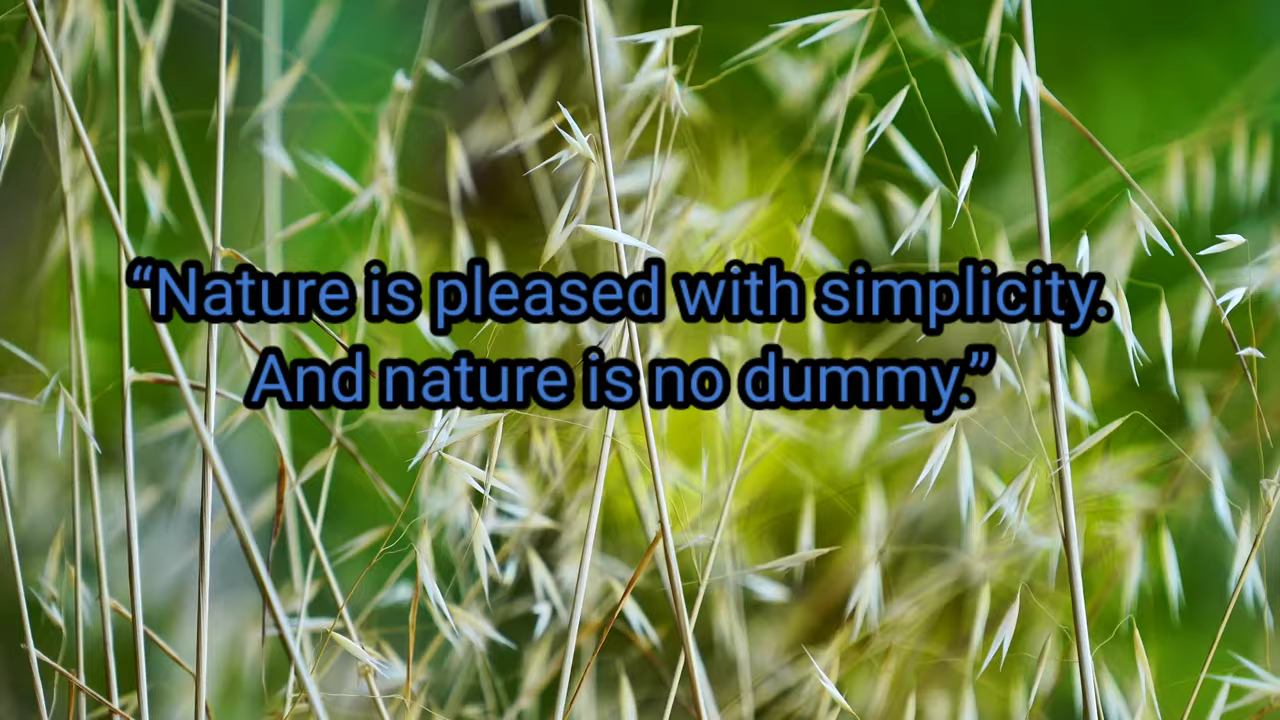 “Nature is pleased with simplicity.
And nature is no dummy.”